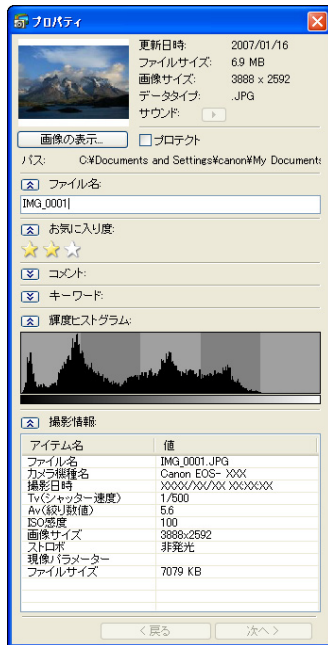 プロパティ
更新日時: 2007/01/16
ファイルサイズ: 6.9 MB
画像サイズ: 3888 x 2592
データタイプ: .JPG
サウンド:
画像の表示... プロテクト
パス: C:¥Documents and Settings¥canon¥My Documents
ファイル名:
IMG_0001
お気に入り度:
コメント:
キーワード:
輝度ヒストグラム:
撮影情報:
アイテム名 値
ファイル名 IMG_0001.JPG
カメラ機種名 Canon EOS- XXX
撮影日時 XXXX/XX/XX XXXXXXX
Tv(シャッター速度) 1/500
Av(絞り数値) 5.6
ISO感度 100
画像サイズ 3888x2592
ストロボ 非発光
現像パラメーター
ファイルサイズ 7079 KB
<戻る 次へ>